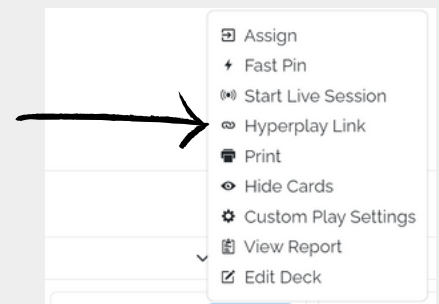 Assign
Fast Pin
Start Live Session
Hyperplay Link
Print
Hide Cards
Custom Play Settings
View Report
Edit Deck